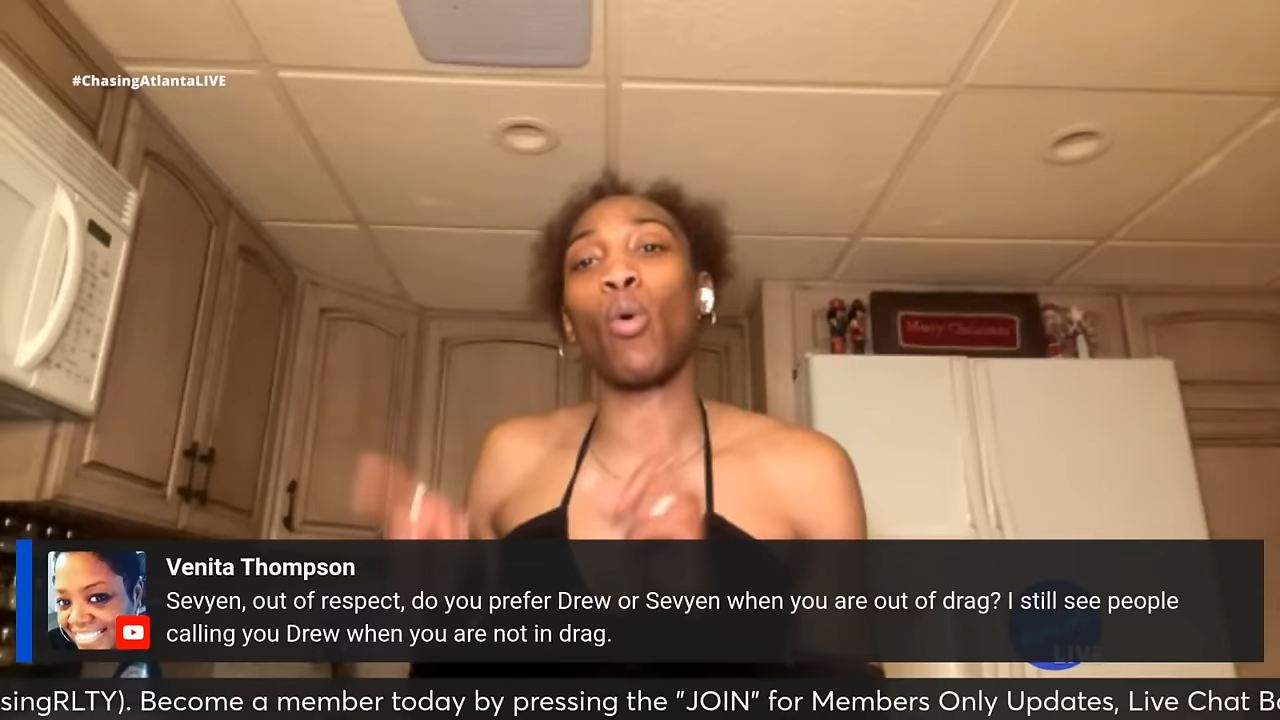 #ChasingAtlantaLIVE
Merry Christmas
Venita Thompson
Sevyen, out of respect, do you prefer Drew or Sevyen when you are out of drag? I still see people
calling you Drew when you are not in drag.
LIVE
singRLTY). Become a member today by pressing the "JOIN" for Members Only Updates, Live Chat B